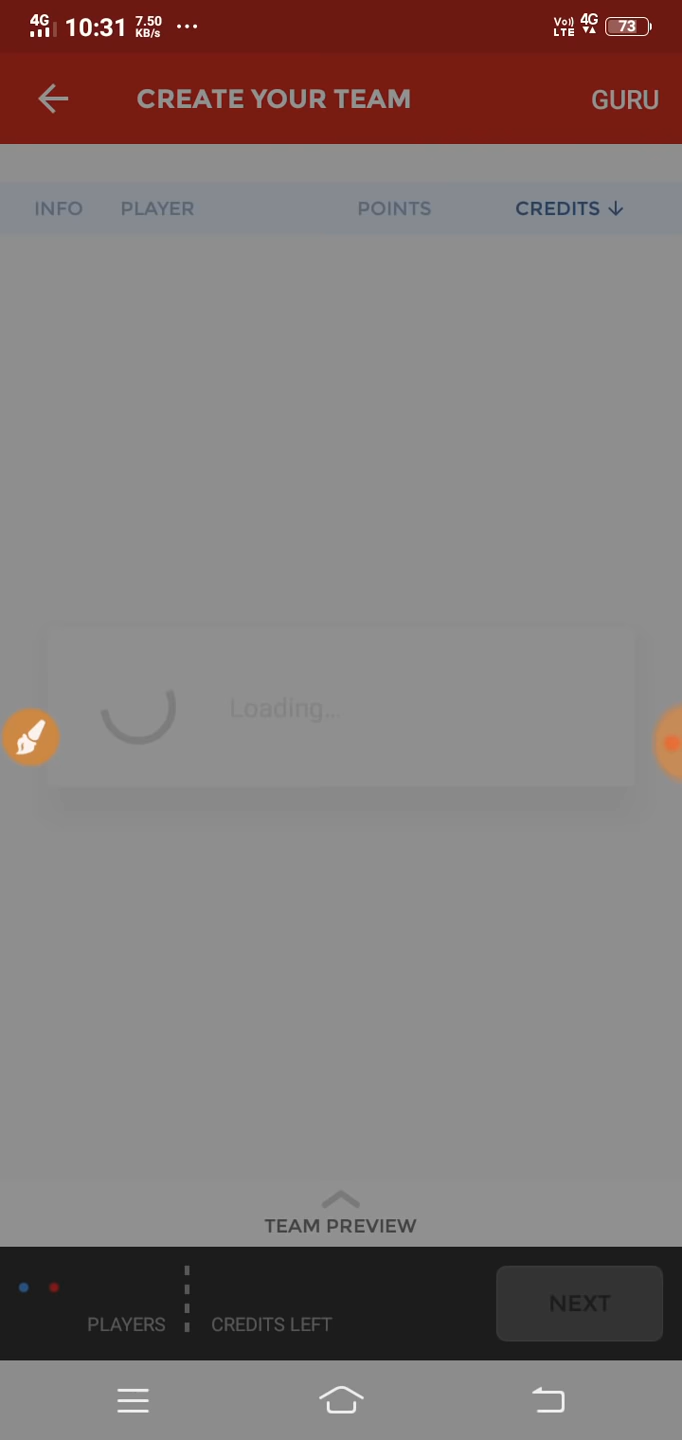 4G 10:31 7.50 KB/s ... Vo)) LTE 4G 73
CREATE YOUR TEAM GURU
INFO PLAYER POINTS CREDITS ↓
Loading...
TEAM PREVIEW
PLAYERS CREDITS LEFT NEXT